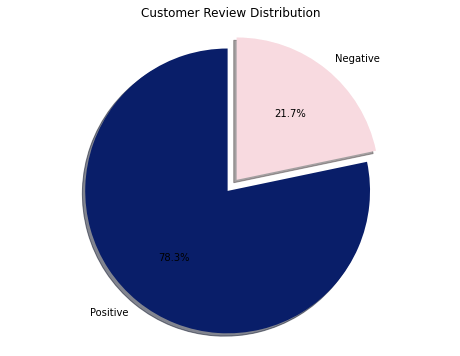 Customer Review Distribution
Negative
21.7%
78.3%
Positive